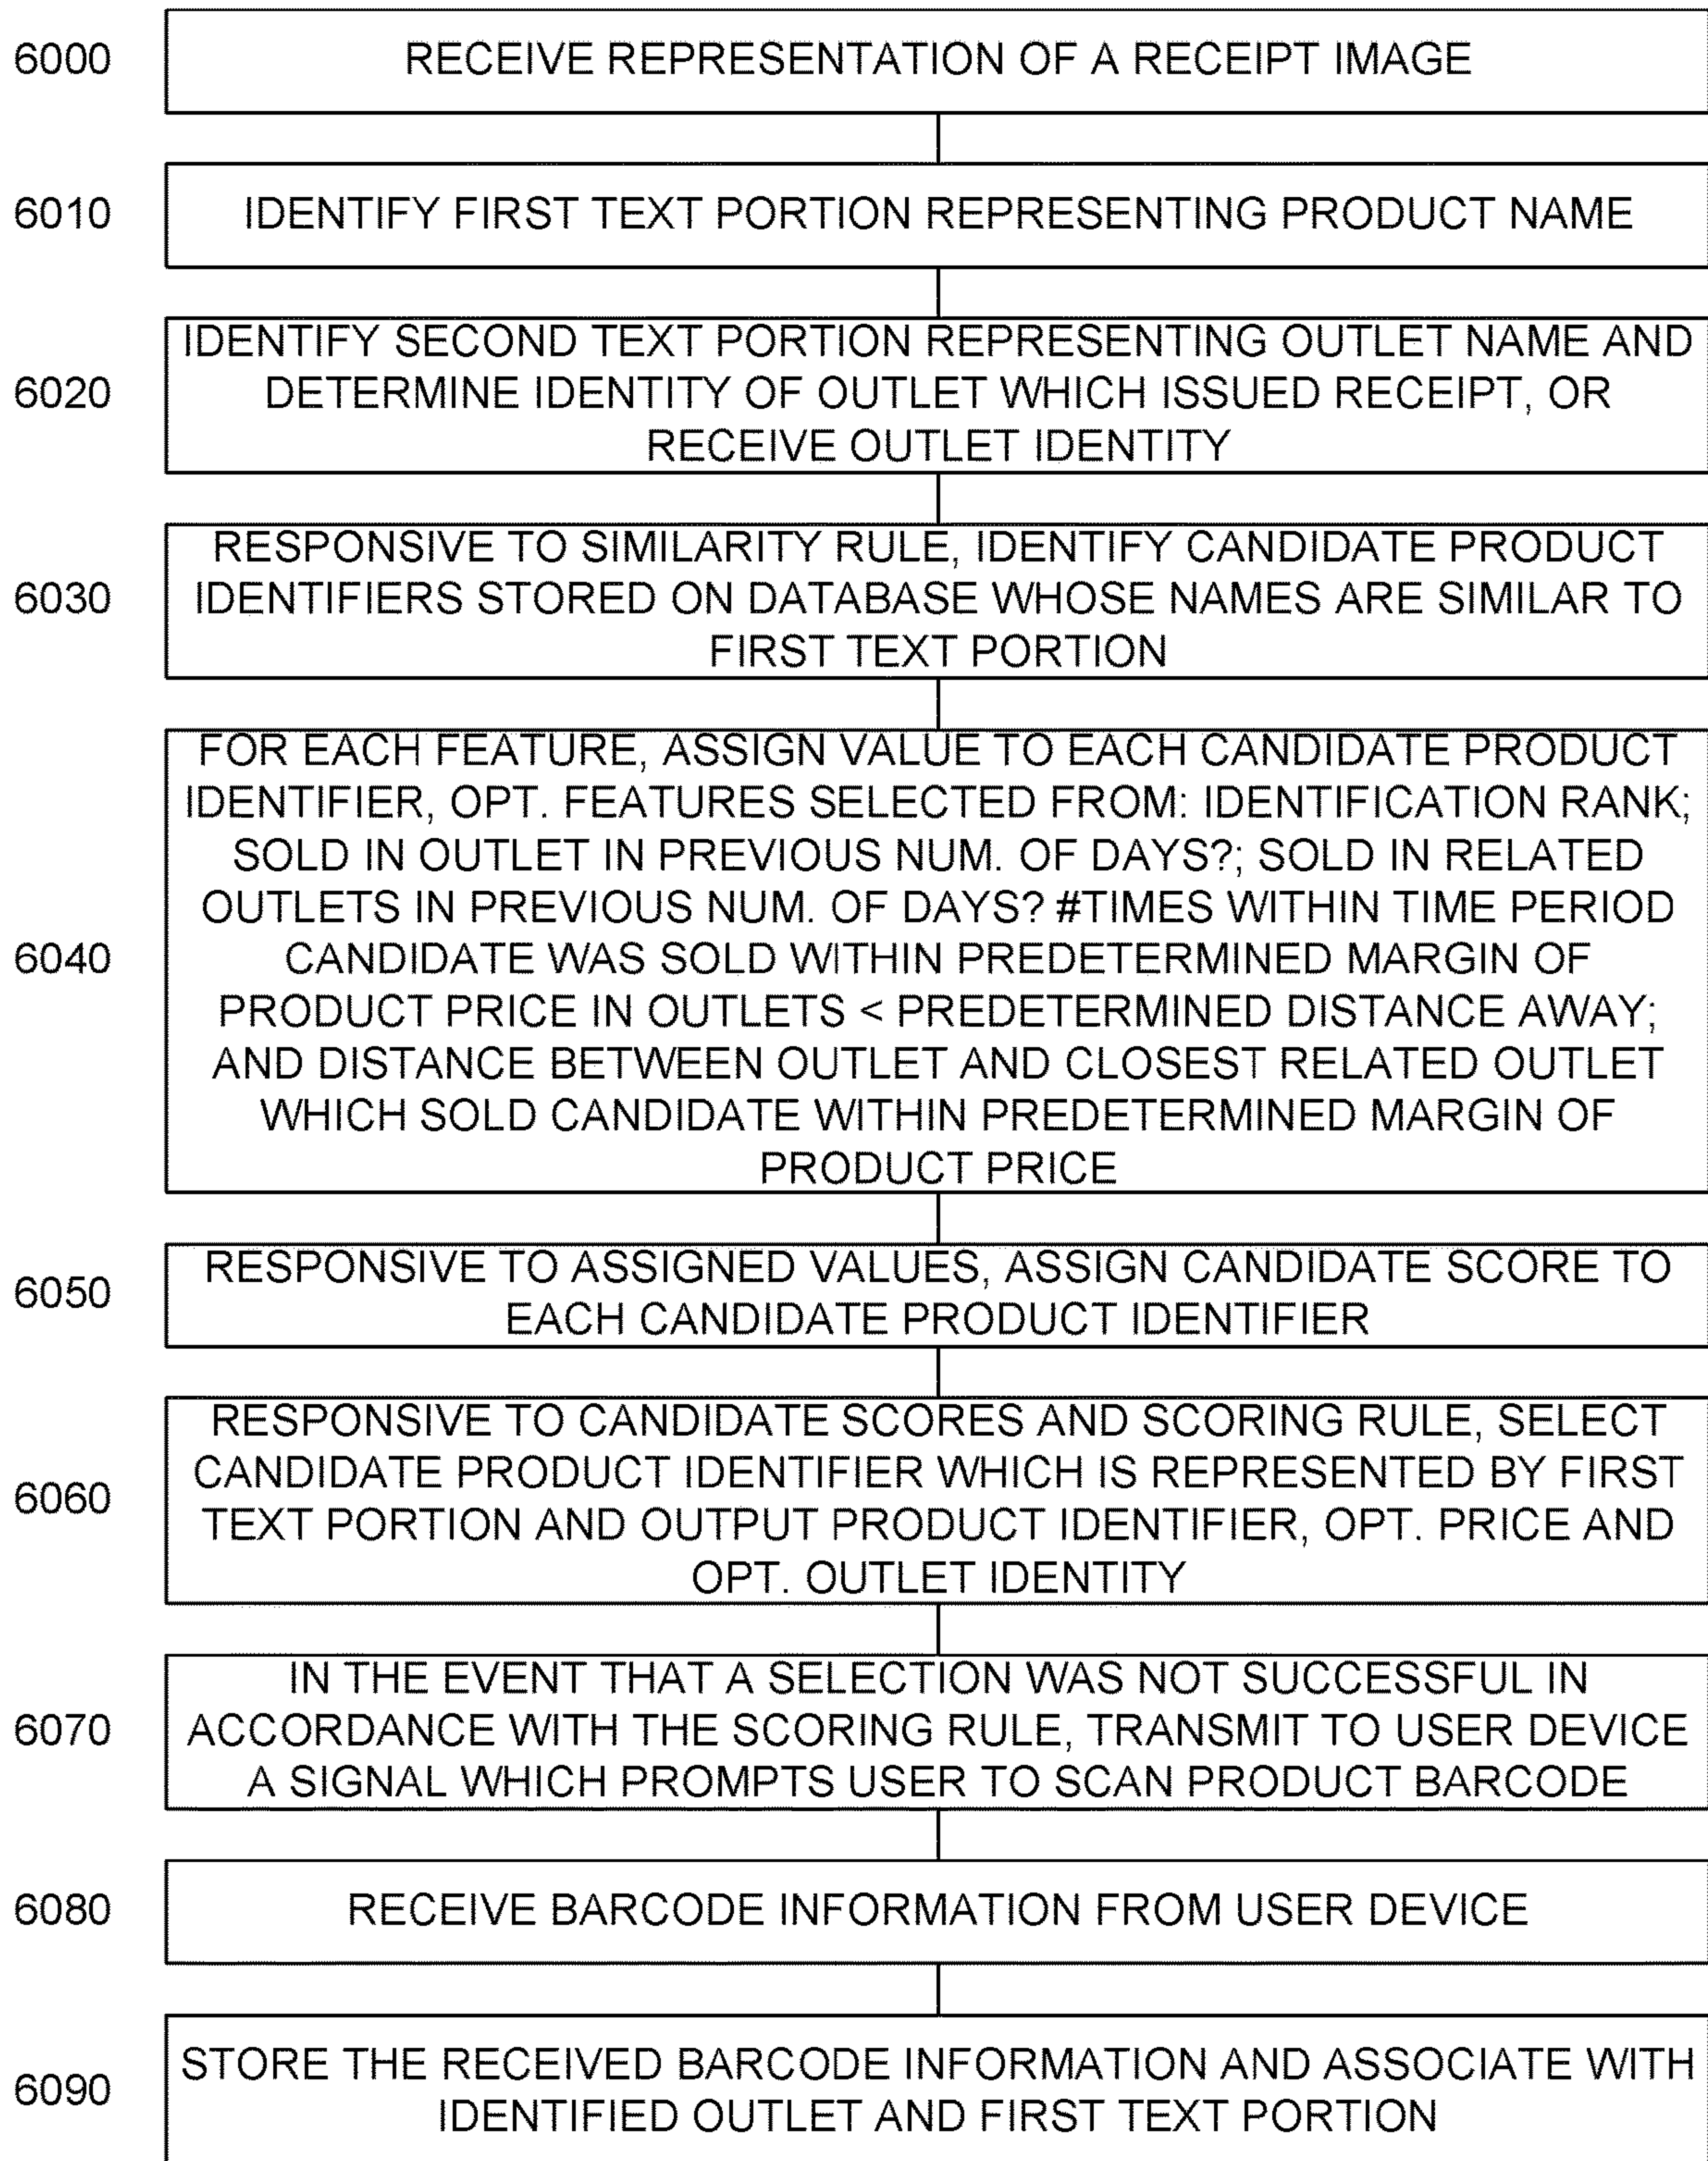 6000
RECEIVE REPRESENTATION OF A RECEIPT IMAGE
6010
IDENTIFY FIRST TEXT PORTION REPRESENTING PRODUCT NAME
6020
IDENTIFY SECOND TEXT PORTION REPRESENTING OUTLET NAME AND
DETERMINE IDENTITY OF OUTLET WHICH ISSUED RECEIPT, OR
RECEIVE OUTLET IDENTITY
6030
RESPONSIVE TO SIMILARITY RULE, IDENTIFY CANDIDATE PRODUCT
IDENTIFIERS STORED ON DATABASE WHOSE NAMES ARE SIMILAR TO
FIRST TEXT PORTION
6040
FOR EACH FEATURE, ASSIGN VALUE TO EACH CANDIDATE PRODUCT
IDENTIFIER, OPT. FEATURES SELECTED FROM: IDENTIFICATION RANK;
SOLD IN OUTLET IN PREVIOUS NUM. OF DAYS?; SOLD IN RELATED
OUTLETS IN PREVIOUS NUM. OF DAYS? #TIMES WITHIN TIME PERIOD
CANDIDATE WAS SOLD WITHIN PREDETERMINED MARGIN OF
PRODUCT PRICE IN OUTLETS < PREDETERMINED DISTANCE AWAY;
AND DISTANCE BETWEEN OUTLET AND CLOSEST RELATED OUTLET
WHICH SOLD CANDIDATE WITHIN PREDETERMINED MARGIN OF
PRODUCT PRICE
6050
RESPONSIVE TO ASSIGNED VALUES, ASSIGN CANDIDATE SCORE TO
EACH CANDIDATE PRODUCT IDENTIFIER
6060
RESPONSIVE TO CANDIDATE SCORES AND SCORING RULE, SELECT
CANDIDATE PRODUCT IDENTIFIER WHICH IS REPRESENTED BY FIRST
TEXT PORTION AND OUTPUT PRODUCT IDENTIFIER, OPT. PRICE AND
OPT. OUTLET IDENTITY
6070
IN THE EVENT THAT A SELECTION WAS NOT SUCCESSFUL IN
ACCORDANCE WITH THE SCORING RULE, TRANSMIT TO USER DEVICE
A SIGNAL WHICH PROMPTS USER TO SCAN PRODUCT BARCODE
6080
RECEIVE BARCODE INFORMATION FROM USER DEVICE
6090
STORE THE RECEIVED BARCODE INFORMATION AND ASSOCIATE WITH
IDENTIFIED OUTLET AND FIRST TEXT PORTION